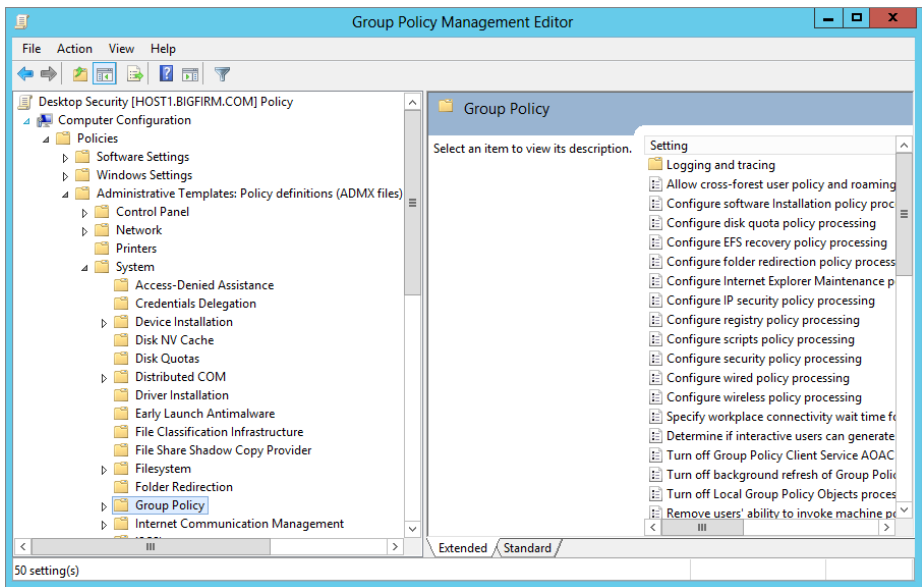 Group Policy Management Editor
File Action View Help
Desktop Security [HOST1.BIGFIRM.COM] Policy
Computer Configuration
Policies
Software Settings
Windows Settings
Administrative Templates: Policy definitions (ADMX files)
Control Panel
Network
Printers
System
Access-Denied Assistance
Credentials Delegation
Device Installation
Disk NV Cache
Disk Quotas
Distributed COM
Driver Installation
Early Launch Antimalware
File Classification Infrastructure
File Share Shadow Copy Provider
Filesystem
Folder Redirection
Group Policy
Internet Communication Management
Group Policy
Select an item to view its description.
Setting
Logging and tracing
Allow cross-forest user policy and roaming
Configure software Installation policy proc
Configure disk quota policy processing
Configure EFS recovery policy processing
Configure folder redirection policy process
Configure Internet Explorer Maintenance p
Configure IP security policy processing
Configure registry policy processing
Configure scripts policy processing
Configure security policy processing
Configure wired policy processing
Configure wireless policy processing
Specify workplace connectivity wait time fo
Determine if interactive users can generate
Turn off Group Policy Client Service AOAC
Turn off background refresh of Group Polic
Turn off Local Group Policy Objects proces
Remove users' ability to invoke machine po
Extended Standard
50 setting(s)